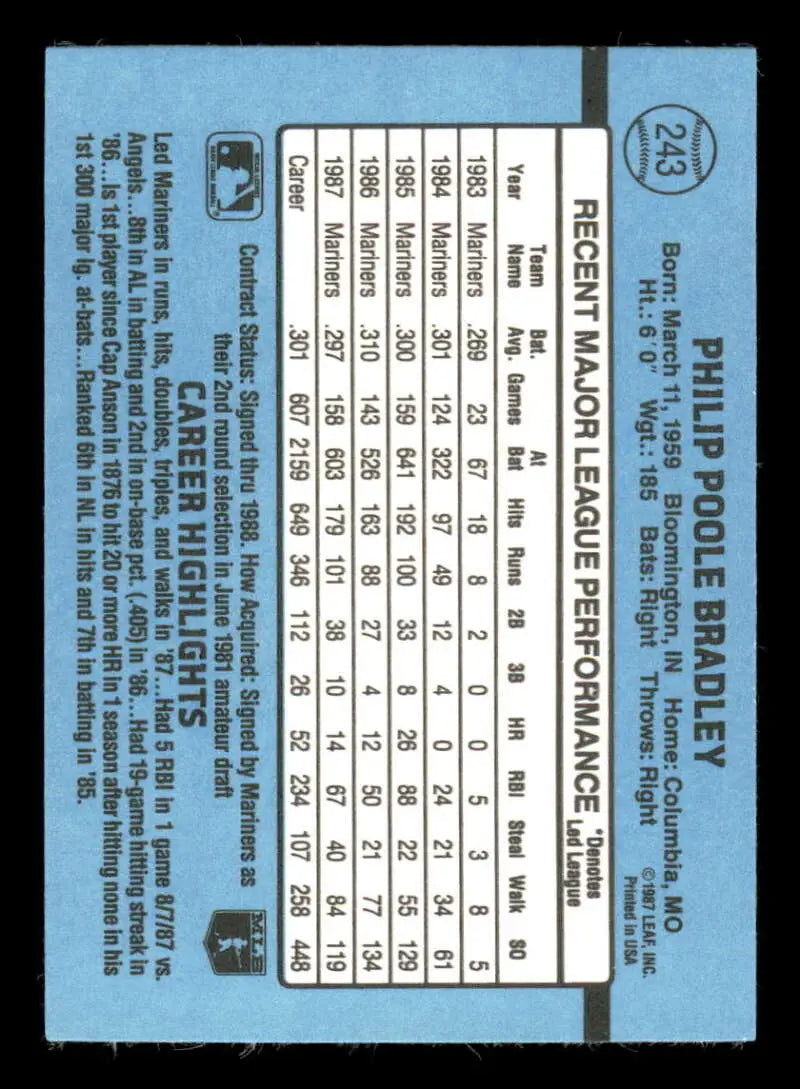 243
PHILIP POOLE BRADLEY
Born: March 11, 1959 Bloomington, IN Home: Columbia, MO
Ht.: 6'0" Wgt.: 185 Bats: Right Throws: Right
©1987 LEAF, INC.
Printed in USA
RECENT MAJOR LEAGUE PERFORMANCE *Denotes Led League
Year Team Name Bat. Avg. Games At Bat Hits Runs 2B 3B HR RBI Steal Walk SO
1983 Mariners .269 23 67 18 8 2 0 0 5 3 8 5
1984 Mariners .301 124 322 97 49 12 4 0 24 21 34 61
1985 Mariners .300 159 641 192 100 33 8 26 88 22 55 129
1986 Mariners .310 143 526 163 88 27 4 12 50 21 77 134
1987 Mariners .297 158 603 179 101 38 10 14 67 40 84 119
Career .301 607 2159 649 346 112 26 52 234 107 258 448
Contract Status: Signed thru 1988. How Acquired: Signed by Mariners as
their 2nd round selection in June 1981 amateur draft
MLB
CAREER HIGHLIGHTS
Led Mariners in runs, hits, doubles, triples, and walks in '87...Had 5 RBI in 1 game 8/7/87 vs.
Angels...8th in AL in batting and 2nd in on-base pct. (.405) in '86...Had 19-game hitting streak in
'86...Is 1st player since Cap Anson in 1876 to hit 20 or more HR in 1 season after hitting none in his
1st 300 major lg. at-bats...Ranked 6th in NL in hits and 7th in batting in '85.